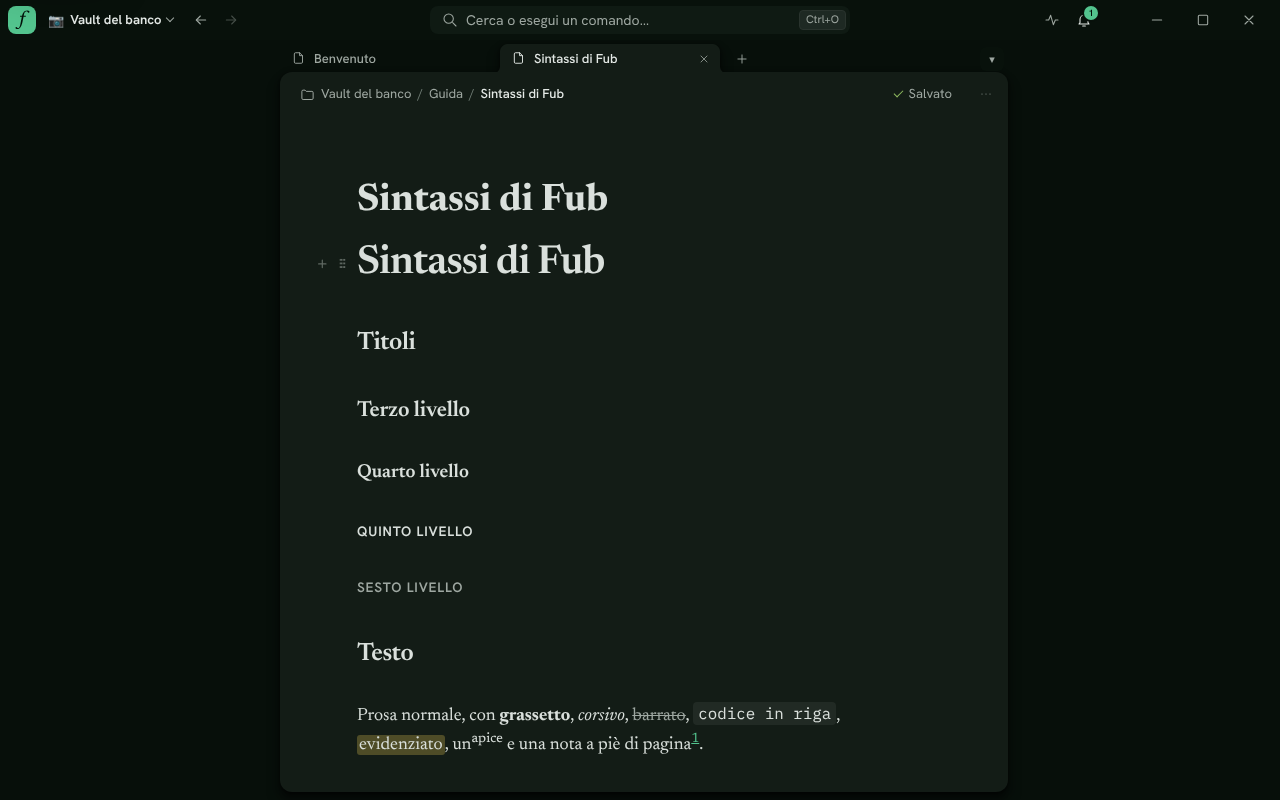 f Vault del banco Cerca o esegui un comando... Ctrl+O 1
Benvenuto Sintassi di Fub
Vault del banco / Guida / Sintassi di Fub Salvato
Sintassi di Fub
Sintassi di Fub
Titoli
Terzo livello
Quarto livello
QUINTO LIVELLO
SESTO LIVELLO
Testo
Prosa normale, con grassetto, corsivo, barrato, codice in riga,
evidenziato, unapice e una nota a piè di pagina1.